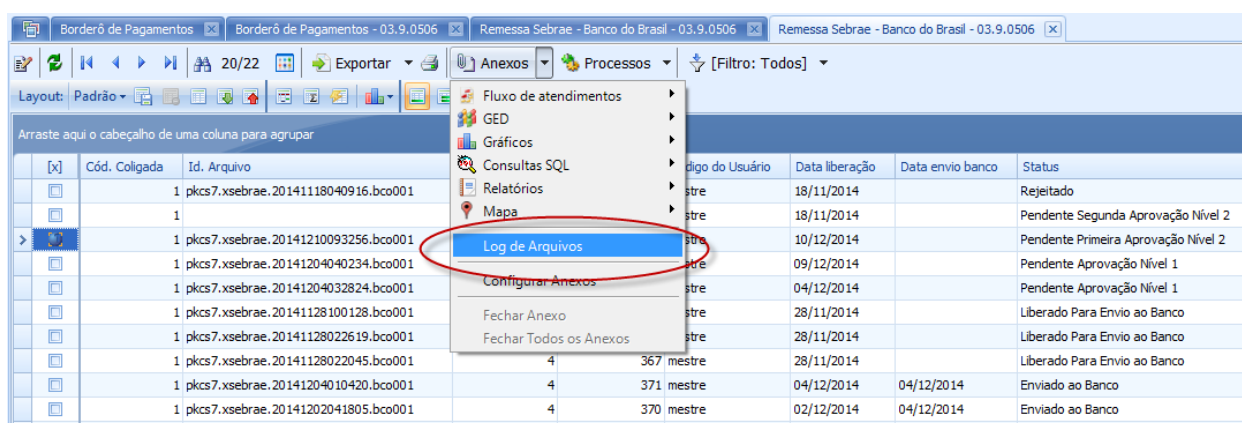 Borderô de Pagamentos Borderô de Pagamentos - 03.9.0506 Remessa Sebrae - Banco do Brasil - 03.9.0506 Remessa Sebrae - Banco do Brasil - 03.9.0506
20/22 Exportar Anexos Processos [Filtro: Todos]
Layout: Padrão
Arraste aqui o cabeçalho de uma coluna para agrupar
[x] Cód. Coligada Id. Arquivo digo do Usuário Data liberação Data envio banco Status
1 pkcs7.xsebrae.20141118040916.bco001 stre 18/11/2014 Rejeitado
1 stre 18/11/2014 Pendente Segunda Aprovação Nível 2
1 pkcs7.xsebrae.20141210093256.bco001 stre 10/12/2014 Pendente Primeira Aprovação Nível 2
1 pkcs7.xsebrae.20141204040234.bco001 stre 09/12/2014 Pendente Aprovação Nível 1
1 pkcs7.xsebrae.20141204032824.bco001 stre 04/12/2014 Pendente Aprovação Nível 1
1 pkcs7.xsebrae.20141128100128.bco001 stre 28/11/2014 Liberado Para Envio ao Banco
1 pkcs7.xsebrae.20141128022619.bco001 stre 28/11/2014 Liberado Para Envio ao Banco
1 pkcs7.xsebrae.20141128022045.bco001 4 367 mestre 28/11/2014 Liberado Para Envio ao Banco
1 pkcs7.xsebrae.20141204010420.bco001 4 371 mestre 04/12/2014 04/12/2014 Enviado ao Banco
1 pkcs7.xsebrae.20141202041805.bco001 4 370 mestre 02/12/2014 04/12/2014 Enviado ao Banco
Fluxo de atendimentos
GED
Gráficos
Consultas SQL
Relatórios
Mapa
Log de Arquivos
Configurar Anexos
Fechar Anexo
Fechar Todos os Anexos